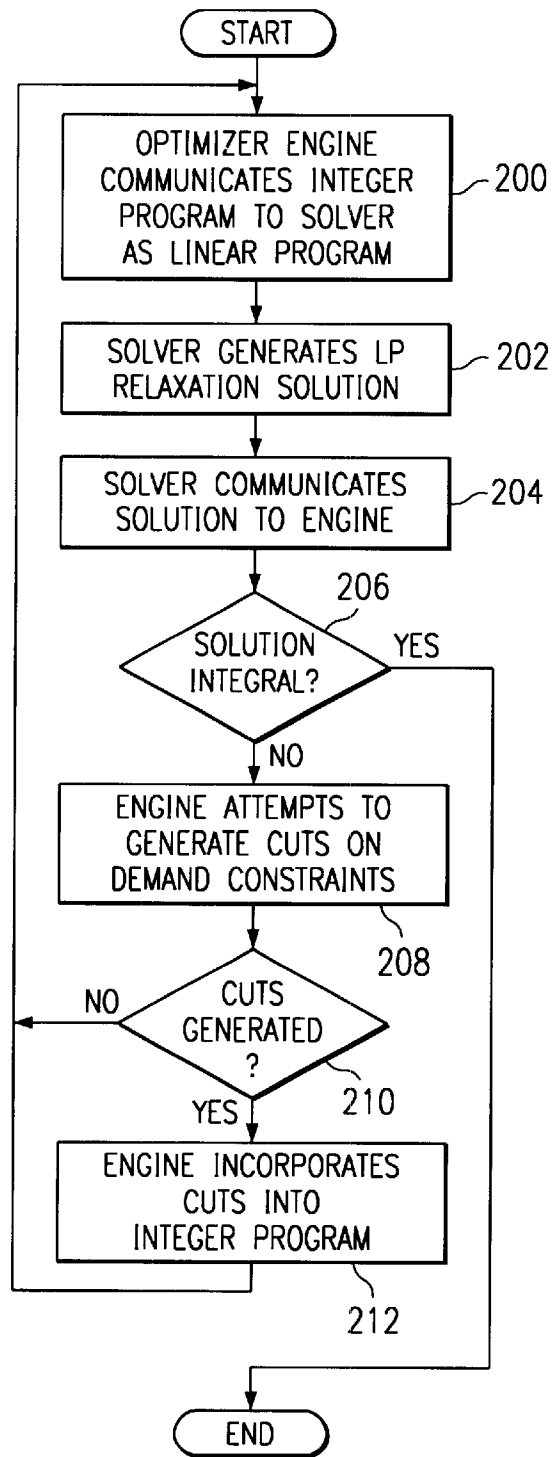 START
OPTIMIZER ENGINE
COMMUNICATES INTEGER
PROGRAM TO SOLVER
AS LINEAR PROGRAM
200
SOLVER GENERATES LP
RELAXATION SOLUTION
202
SOLVER COMMUNICATES
SOLUTION TO ENGINE
204
206
SOLUTION
INTEGRAL?
YES
NO
ENGINE ATTEMPTS TO
GENERATE CUTS ON
DEMAND CONSTRAINTS
208
NO
CUTS
GENERATED
?
210
YES
ENGINE INCORPORATES
CUTS INTO
INTEGER PROGRAM
212
END